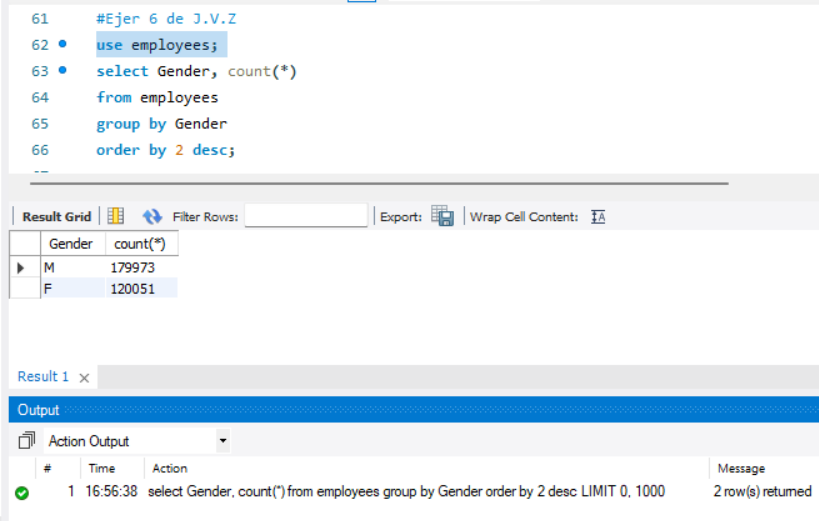 61 #Ejer 6 de J.V.Z
62 use employees;
63 select Gender, count(*)
64 from employees
65 group by Gender
66 order by 2 desc;
Result Grid Filter Rows: Export: Wrap Cell Content: IA
Gender count(*)
M 179973
F 120051
Result 1 ×
Output
Action Output
# Time Action Message
1 16:56:38 select Gender, count(*) from employees group by Gender order by 2 desc LIMIT 0, 1000 2 row(s) returned